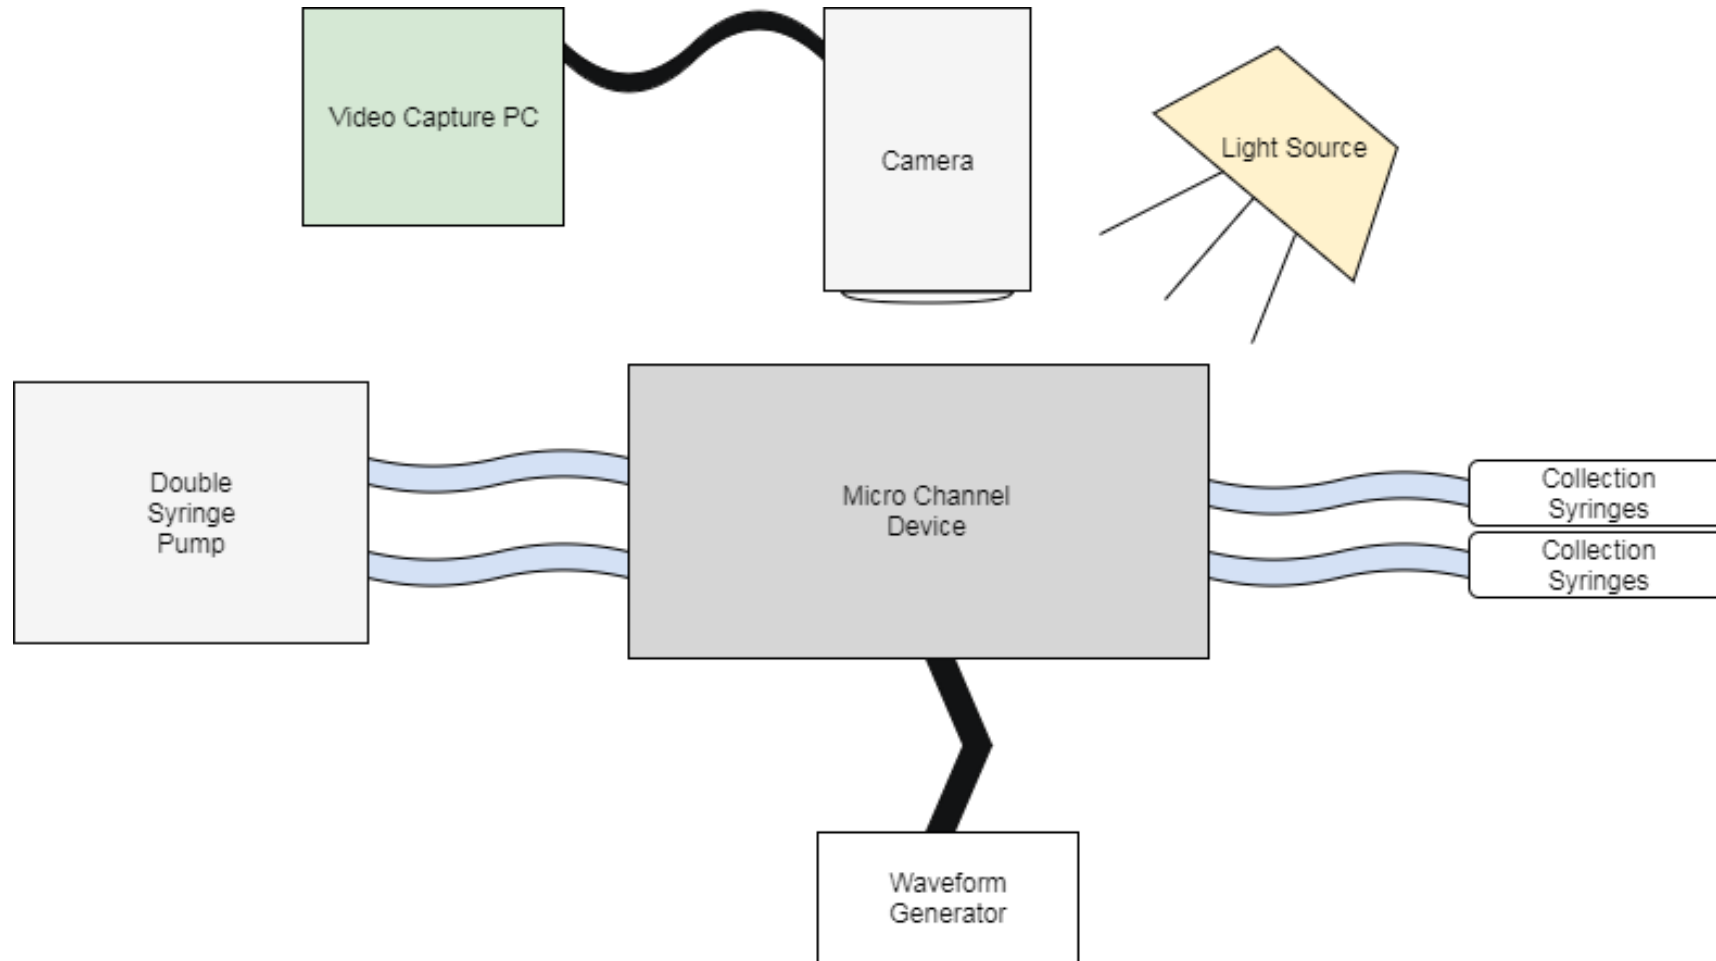 Video Capture PC
Camera
Light Source
Double
Syringe
Pump
Micro Channel
Device
Collection
Syringes
Collection
Syringes
Waveform
Generator